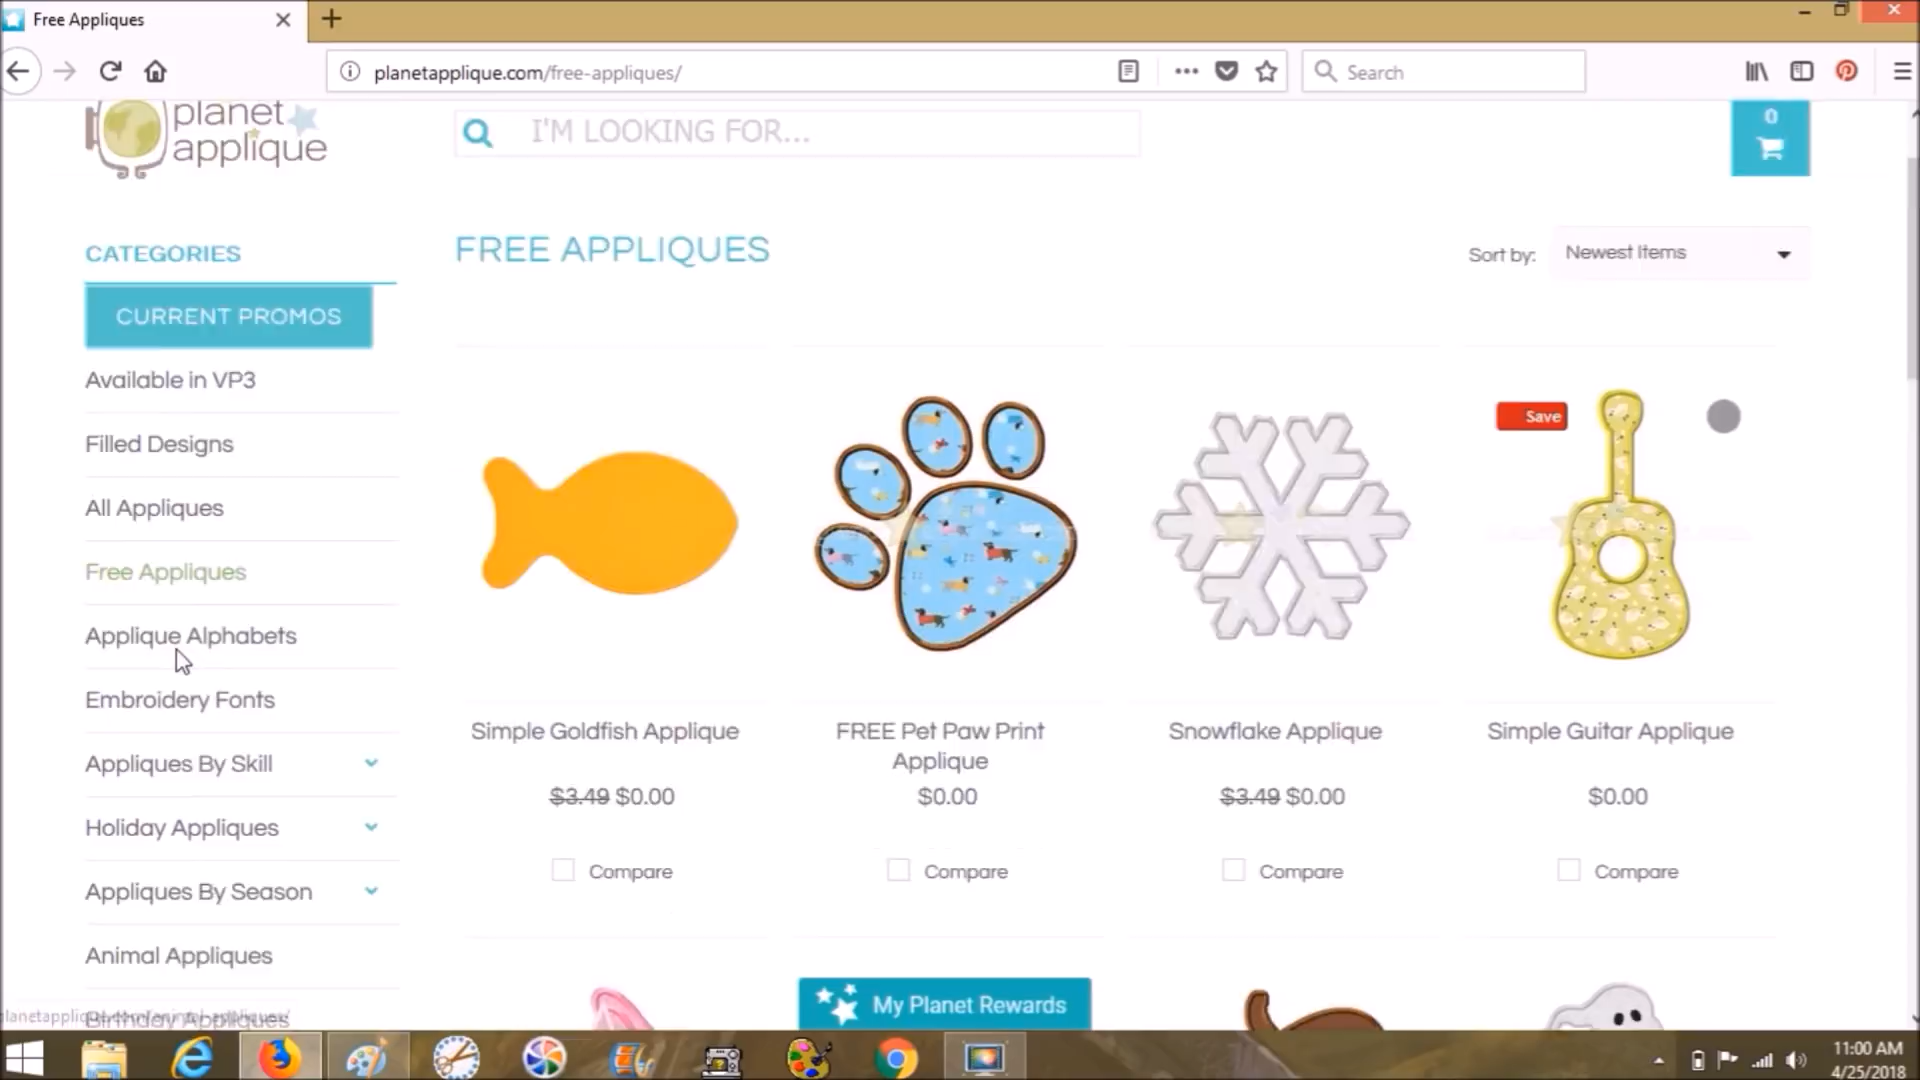 Free Appliques
planetapplique.com/free-appliques/
Search
planet
applique
I'M LOOKING FOR...
0
CATEGORIES
FREE APPLIQUES
Sort by:
Newest Items
CURRENT PROMOS
Available in VP3
Filled Designs
All Appliques
Free Appliques
Applique Alphabets
Embroidery Fonts
Appliques By Skill
Holiday Appliques
Appliques By Season
Animal Appliques
Birthday Appliques
Save
Simple Goldfish Applique
$3.49 $0.00
Compare
FREE Pet Paw Print
Applique
$0.00
Compare
Snowflake Applique
$3.49 $0.00
Compare
Simple Guitar Applique
$0.00
Compare
My Planet Rewards
11:00 AM
4/25/2018